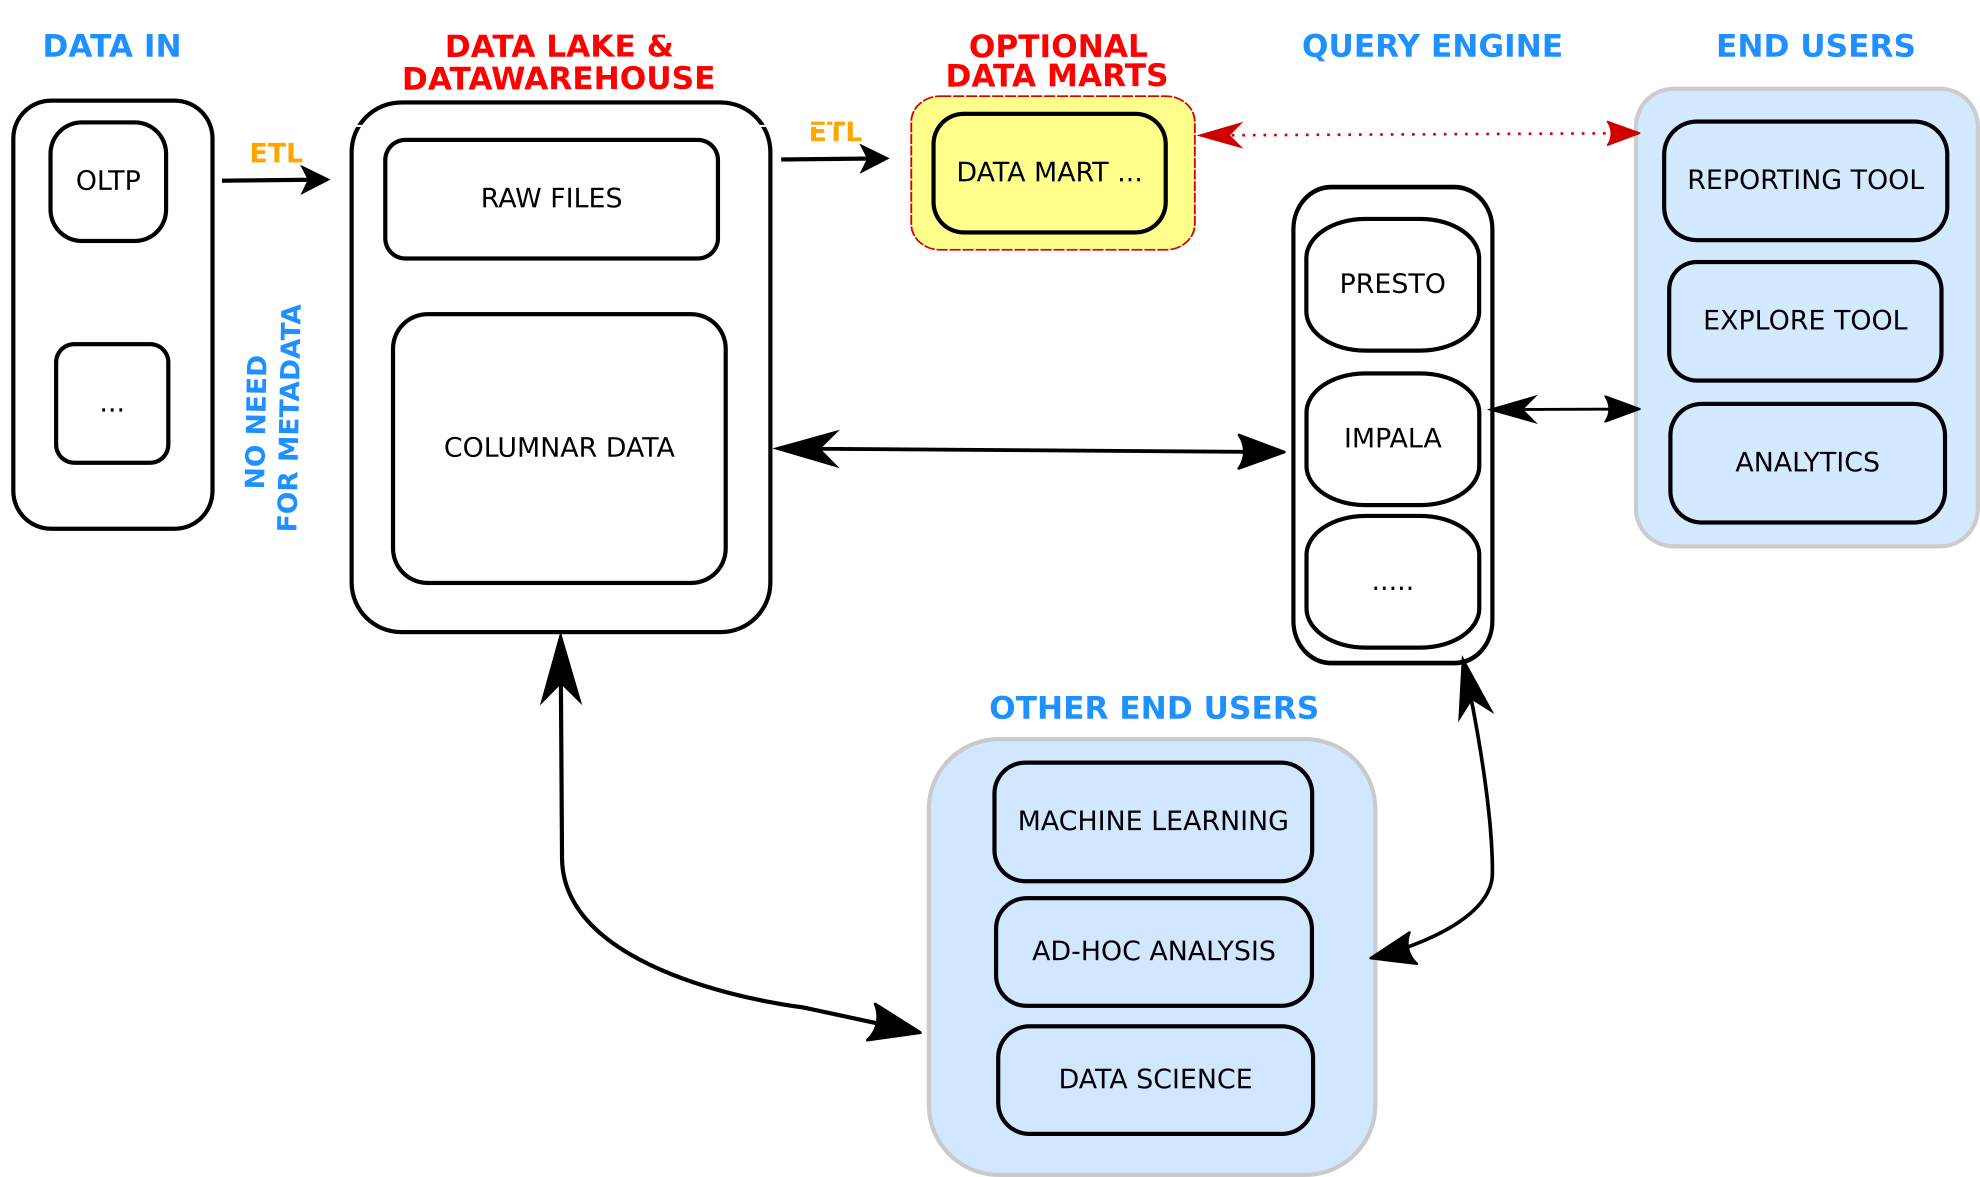 DATA IN
DATA LAKE &
DATAWAREHOUSE
OPTIONAL
DATA MARTS
QUERY ENGINE
END USERS
OLTP
...
ETL
NO NEED
FOR METADATA
RAW FILES
COLUMNAR DATA
ETL
DATA MART ...
PRESTO
IMPALA
.....
REPORTING TOOL
EXPLORE TOOL
ANALYTICS
OTHER END USERS
MACHINE LEARNING
AD-HOC ANALYSIS
DATA SCIENCE